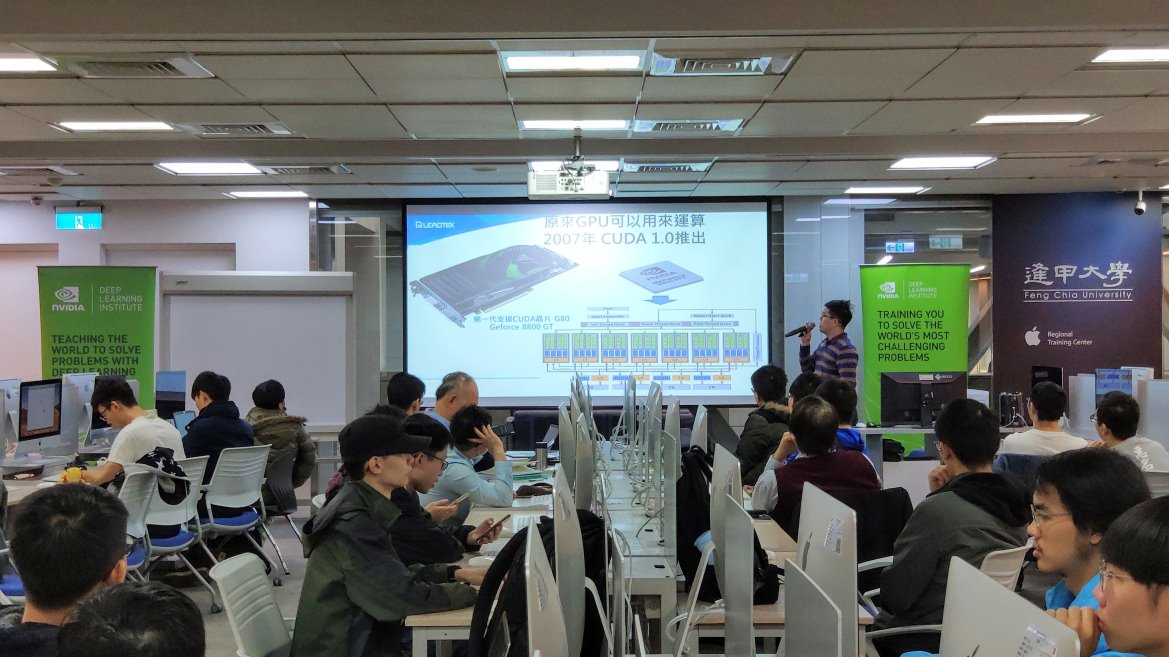 LEADTEK
原來GPU可以用來運算
2007年 CUDA 1.0推出
NVIDIA
第一代支援CUDA晶片 G80
Geforce 8800 GT
NVIDIA
DEEP
LEARNING
INSTITUTE
TEACHING THE
WORLD TO SOLVE
PROBLEMS WITH
DEEP LEARNING
NVIDIA
DEEP
LEARNING
INSTITUTE
TRAINING YOU
TO SOLVE THE
WORLD'S MOST
CHALLENGING
PROBLEMS
逢甲大學
Feng Chia University
Regional
Training Center